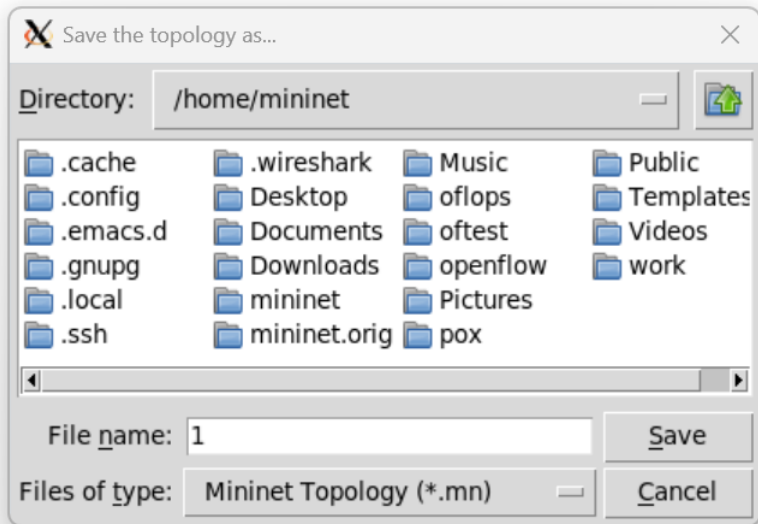 Save the topology as...
Directory: /home/mininet
.cache .wireshark Music Public
.config Desktop oflops Templates
.emacs.d Documents oftest Videos
.gnupg Downloads openflow work
.local mininet Pictures
.ssh mininet.orig pox
File name: 1 Save
Files of type: Mininet Topology (*.mn) Cancel